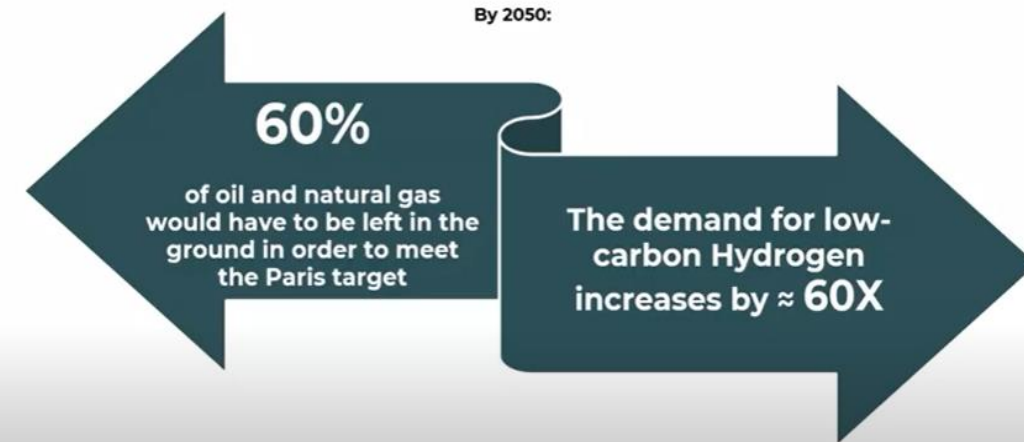 By 2050:
60%
of oil and natural gas
would have to be left in the
ground in order to meet
the Paris target
The demand for low-
carbon Hydrogen
increases by ≈ 60X